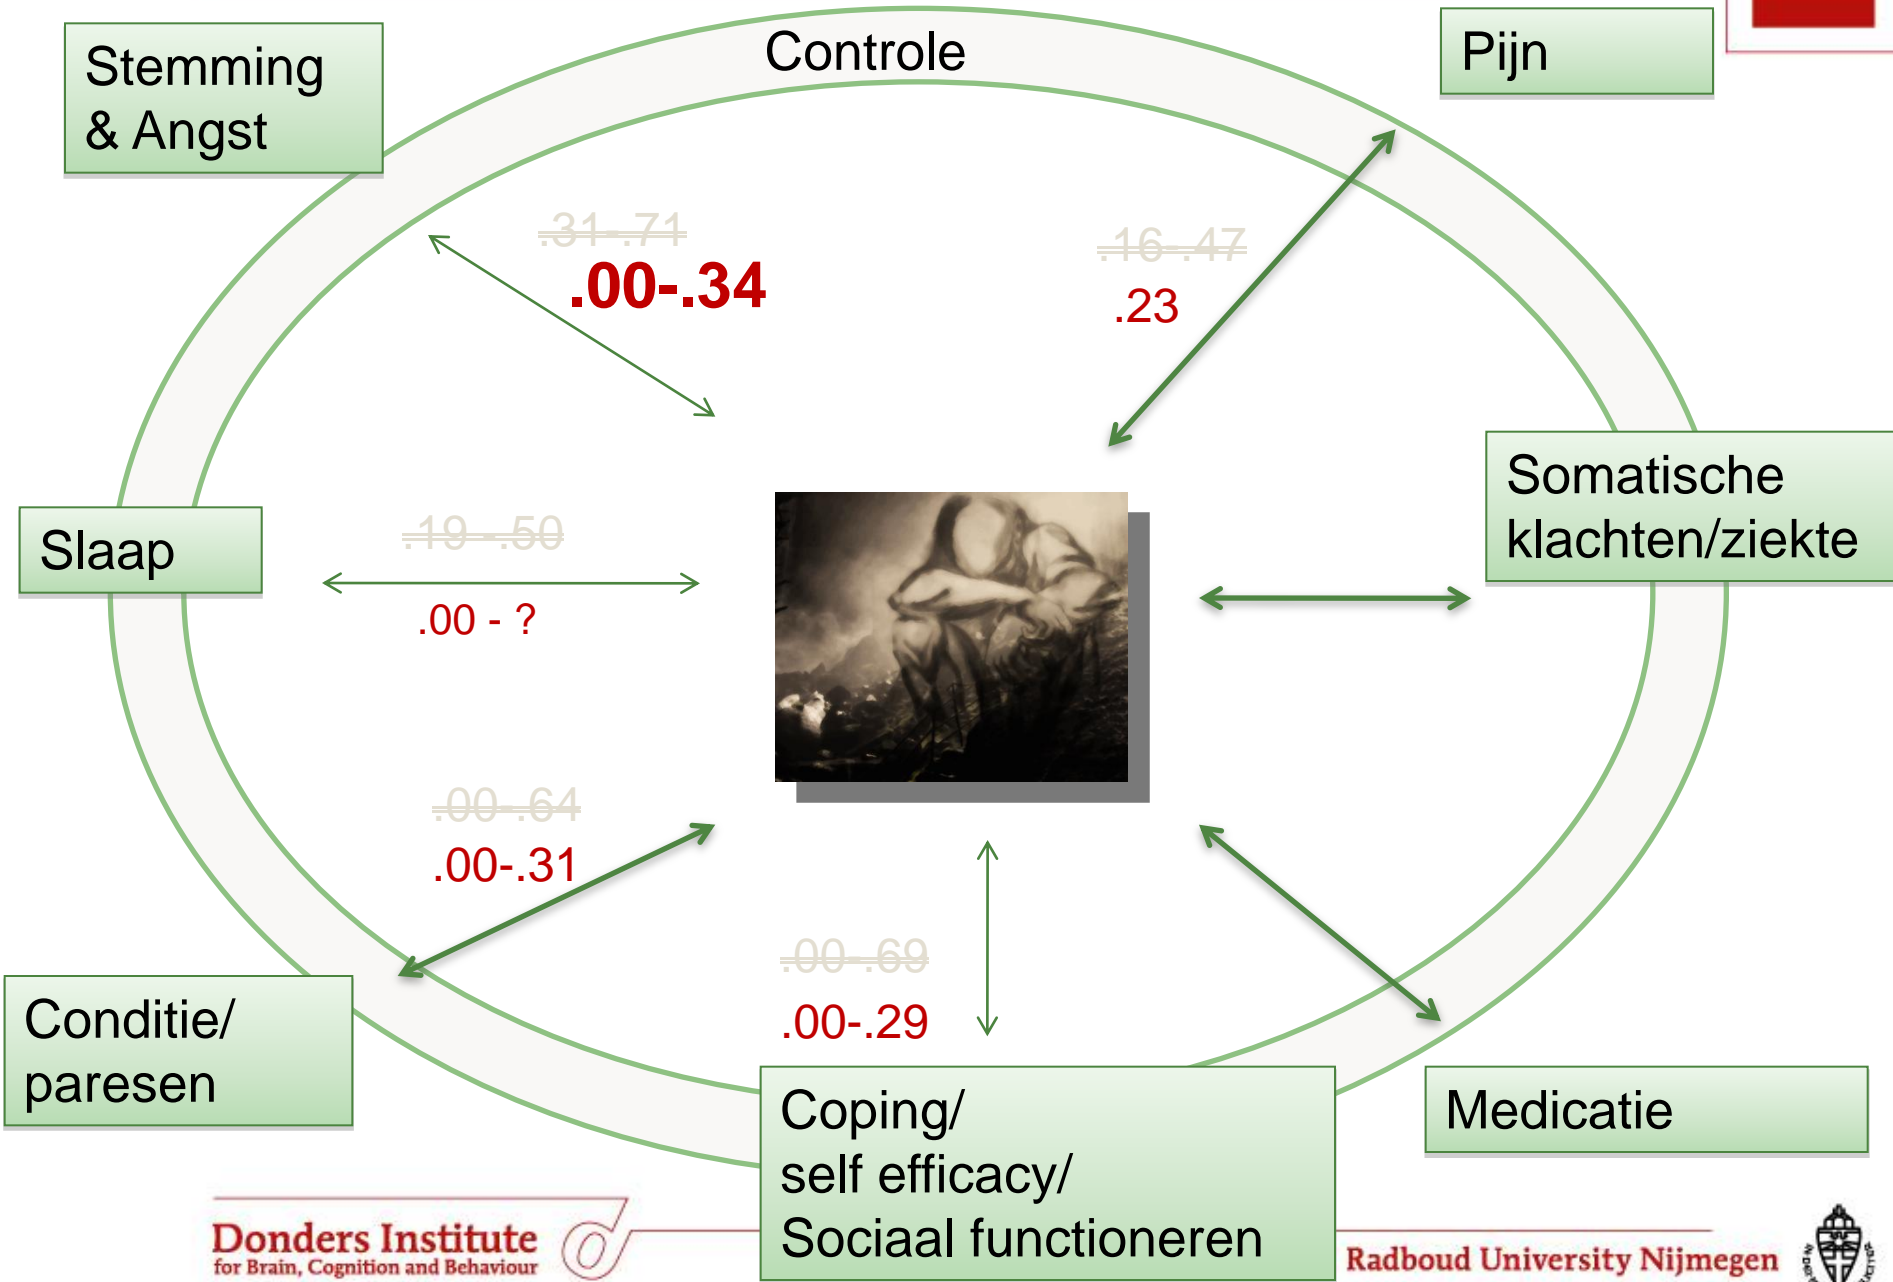 Controle
Stemming
& Angst
Pijn
.31-.71
.00-.34
.16-.47
.23
Somatische
klachten/ziekte
Slaap
.19 -.50
.00 - ?
.00-.64
.00-.31
.00-.69
.00-.29
Conditie/
paresen
Coping/
self efficacy/
Sociaal functioneren
Medicatie
Donders Institute
for Brain, Cognition and Behaviour
Radboud University Nijmegen